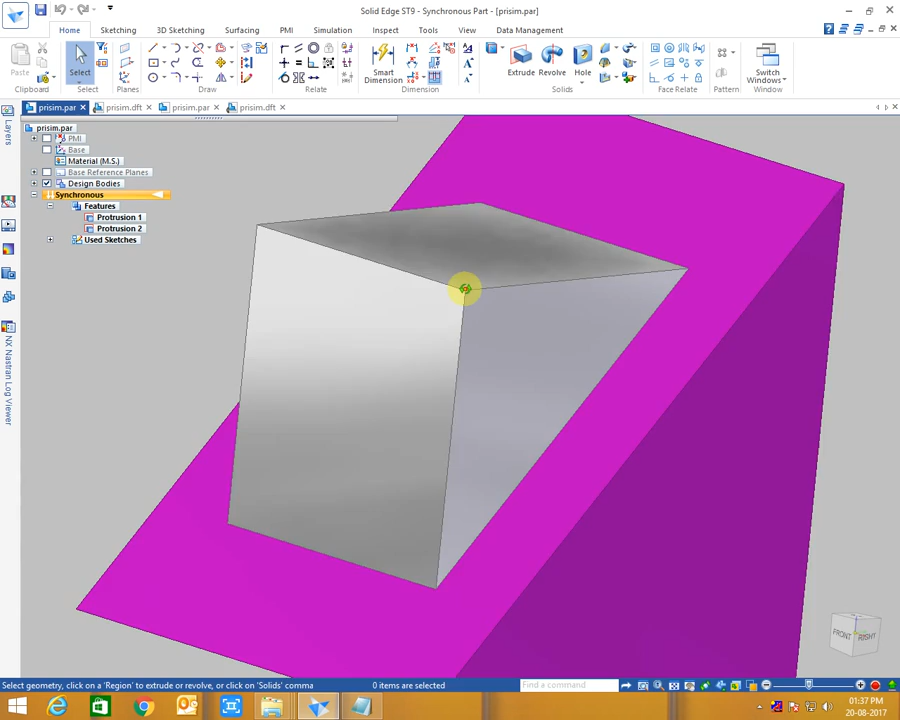 Solid Edge ST9 - Synchronous Part - [prisim.par]
Home Sketching 3D Sketching Surfacing PMI Simulation Inspect Tools View Data Management
Paste
Select
Smart Dimension
Extrude Revolve Hole
Switch Windows
Clipboard Select Draw Relate Dimension Solids Face Relate Pattern Window
prisim.par prisim.dft prisim.par prisim.dft
Layers
prisim.par
PMI
Base
Material (M.S.)
Base Reference Planes
Design Bodies
Synchronous
Features
Protrusion 1
Protrusion 2
Used Sketches
NX Nastran Log Viewer
FRONT
Select geometry, click on a 'Region' to extrude or revolve, or click on 'Solids' comma
0 items are selected
Find a command
01:37 PM
20-08-2017